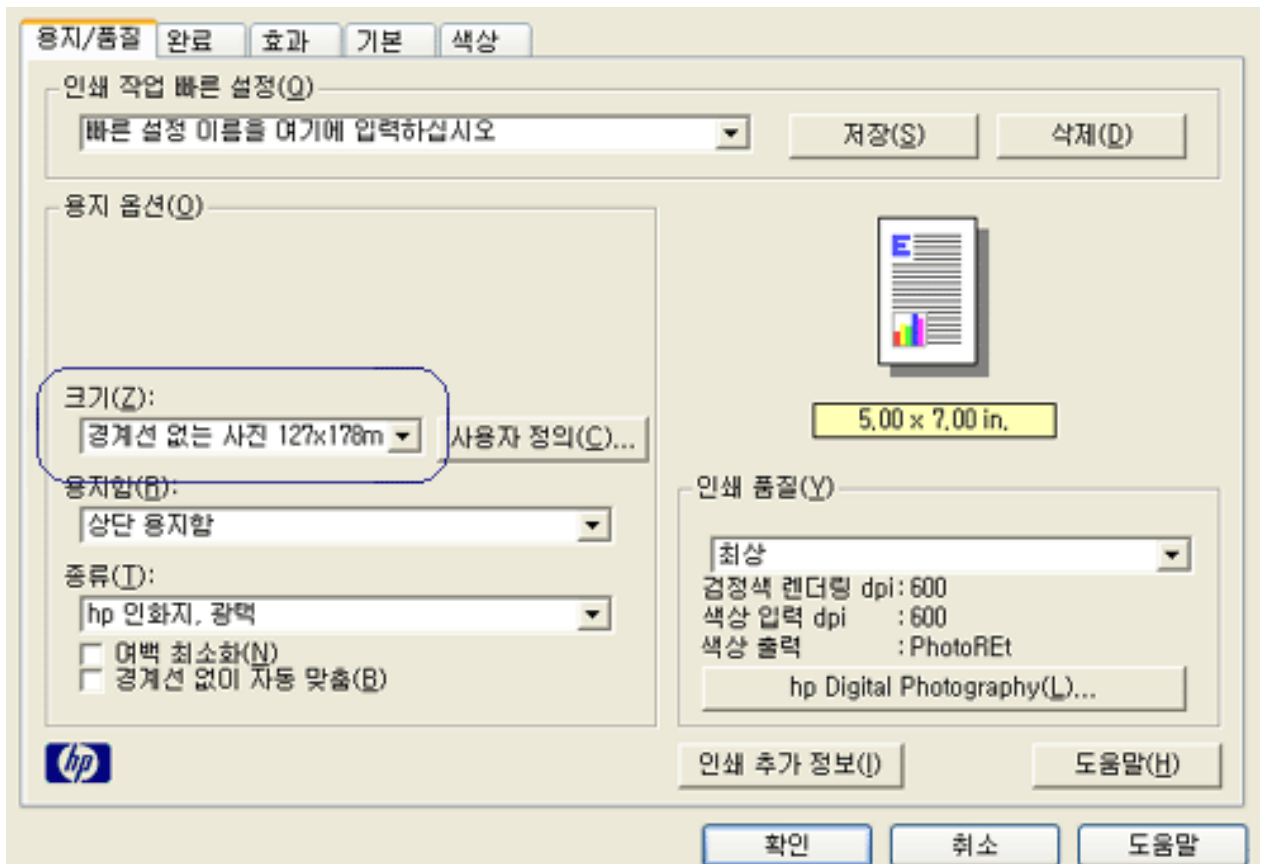 용지/품질 완료 효과 기본 색상
인쇄 작업 빠른 설정(Q)
빠른 설정 이름을 여기에 입력하십시오
저장(S) 삭제(D)
용지 옵션(O)
E
크기(Z):
경계선 없는 사진 127x178m
사용자 정의(C)...
5.00 x 7.00 in.
용지함(R):
상단 용지함
종류(T):
hp 인화지, 광택
여백 최소화(N)
경계선 없이 자동 맞춤(B)
인쇄 품질(Y)
최상
검정색 렌더링 dpi : 600
색상 입력 dpi : 600
색상 출력 : PhotoREt
hp Digital Photography(L)...
hp
인쇄 추가 정보(I) 도움말(H)
확인 취소 도움말